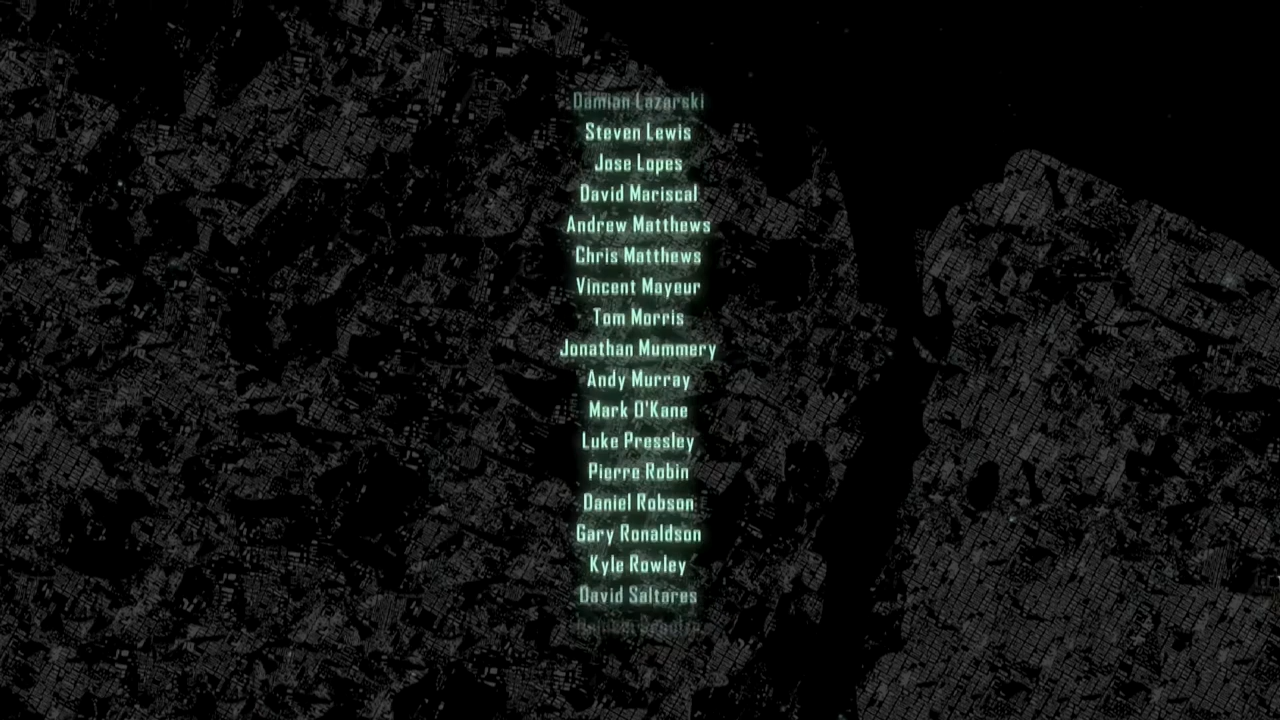 Damian Lazarski
Steven Lewis
Jose Lopes
David Mariscal
Andrew Matthews
Chris Matthews
Vincent Mayeur
Tom Morris
Jonathan Mummery
Andy Murray
Mark O'Kane
Luke Pressley
Pierre Robin
Daniel Robson
Gary Ronaldson
Kyle Rowley
David Saltares